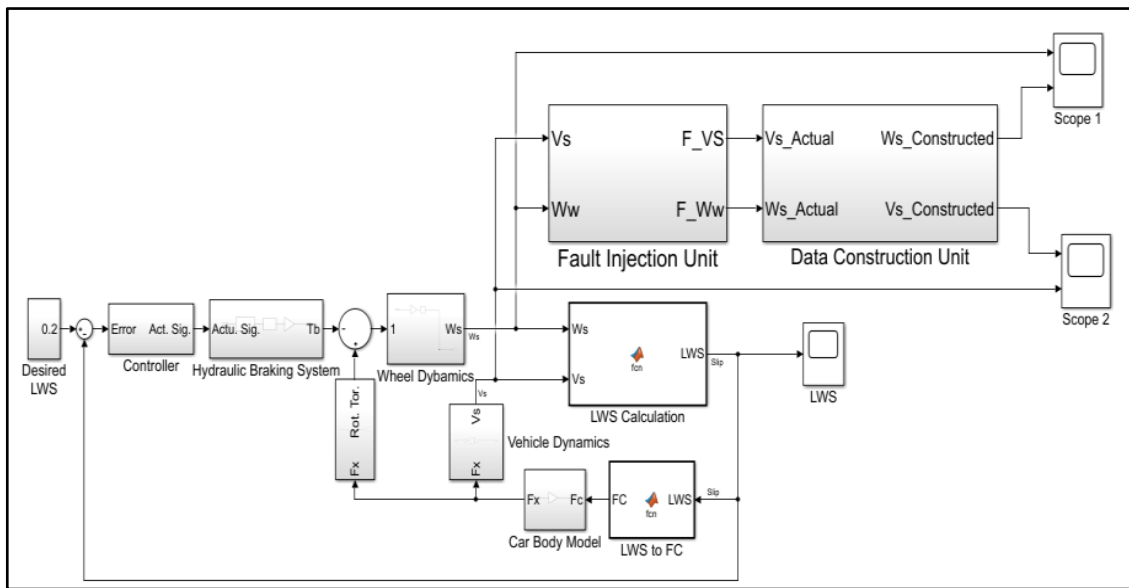 Scope 1
Vs
F_VS
Vs_Actual
Ws_Constructed
Ww
F_Ww
Ws_Actual
Vs_Constructed
Fault Injection Unit
Data Construction Unit
Scope 2
0.2
Desired
LWS
+
-
Error
Act. Sig.
Controller
Actu. Sig.
Tb
Hydraulic Braking System
-
+
1
Ws
Ws
Wheel Dybamics
Ws
Vs
fcn
LWS
Slip
LWS Calculation
LWS
Rot. Tor.
Fx
Vs
Vs
Fx
Vehicle Dynamics
Fx
Fc
Car Body Model
FC
LWS
fcn
Slip
LWS to FC